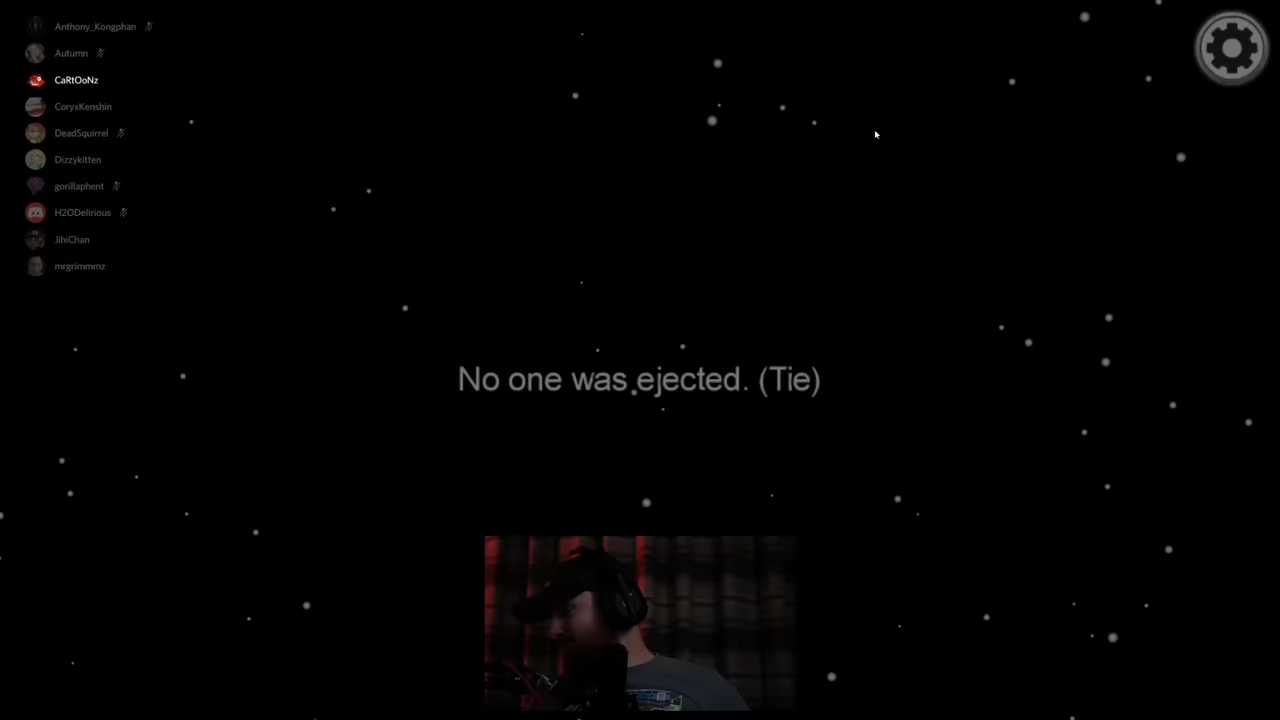 Anthony_Kongphan
Autumn
CaRtOoNz
CoryxKenshin
DeadSquirrel
Dizzykitten
gorillaphent
H2ODelirious
JihiChan
mrgrimmmz
No one was ejected. (Tie)